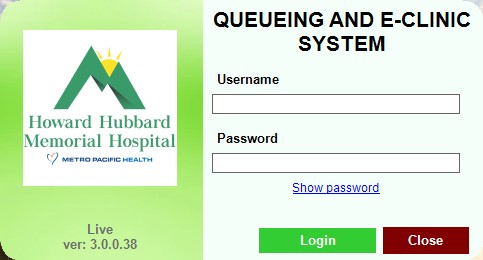 Howard Hubbard
Memorial Hospital
METRO PACIFIC HEALTH
Live
ver: 3.0.0.38
QUEUEING AND E-CLINIC
SYSTEM
Username
Password
Show password
Login
Close